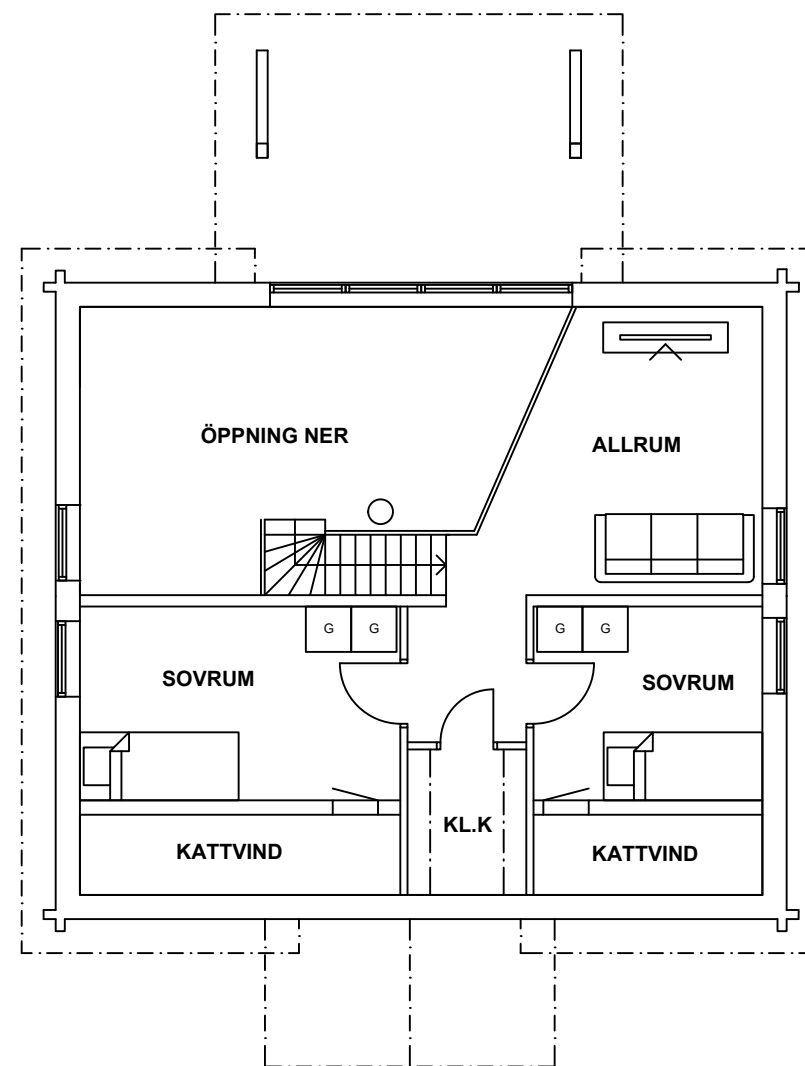 ÖPPNING NER
ALLRUM
G G
G G
SOVRUM
SOVRUM
KL.K
KATTVIND
KATTVIND